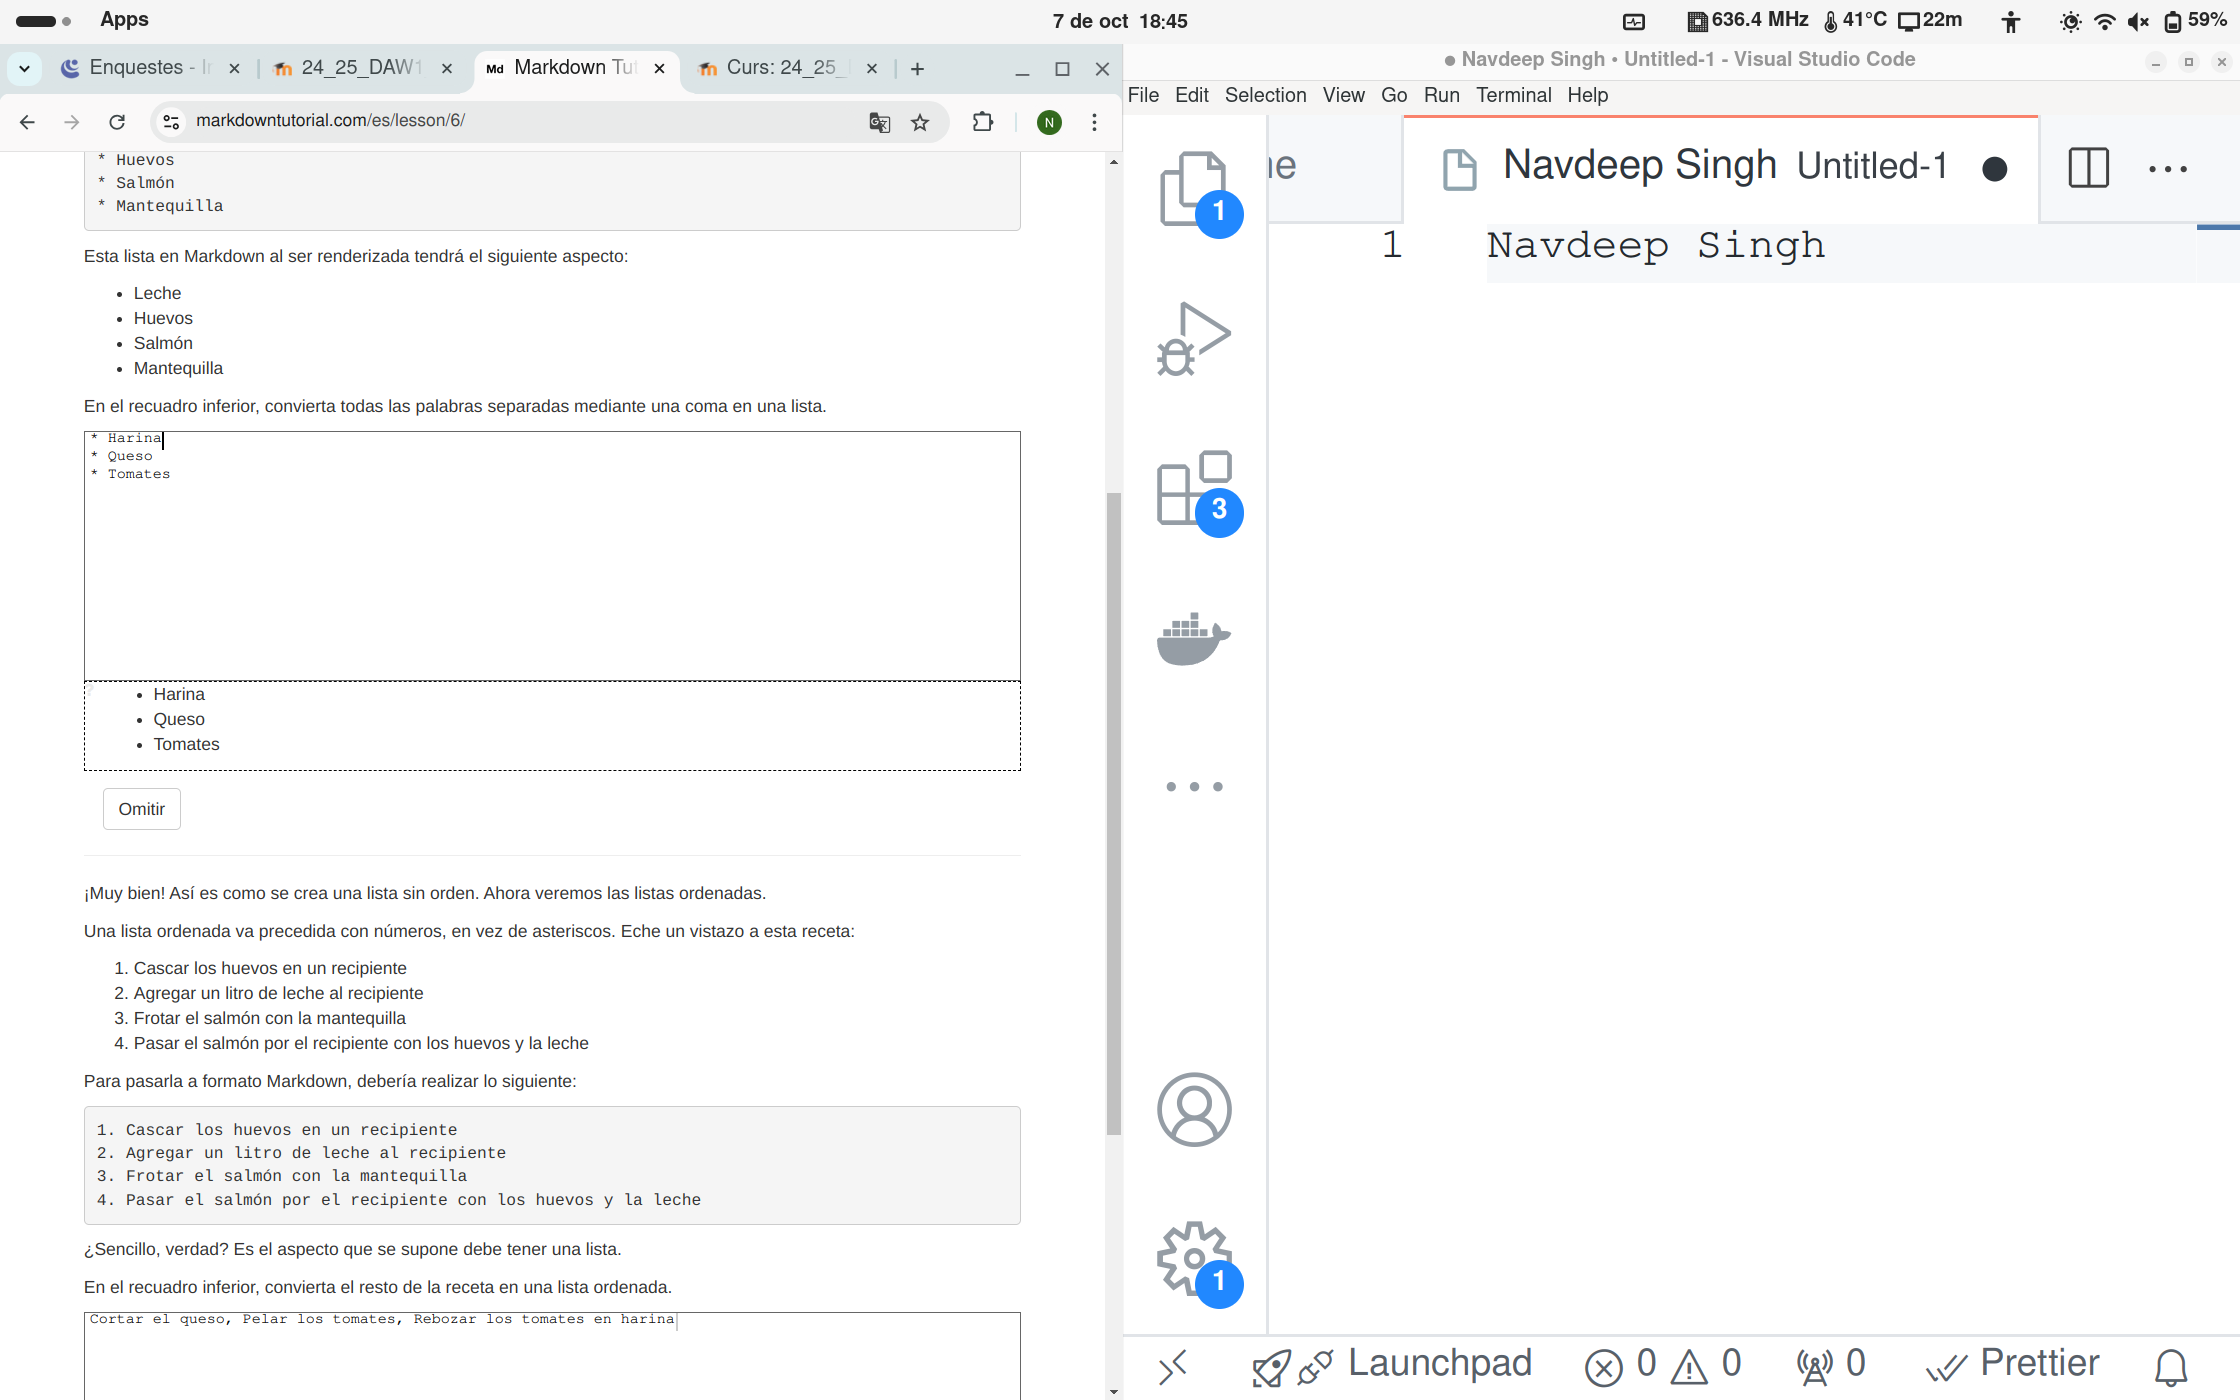 Apps
7 de oct 18:45
636.4 MHz 41°C 22m 59%
Enquestes - I
24_25_DAW1
Markdown Tu
Curs: 24_25_
markdowntutorial.com/es/lesson/6/
N
* Huevos
* Salmón
* Mantequilla
Esta lista en Markdown al ser renderizada tendrá el siguiente aspecto:
• Leche
• Huevos
• Salmón
• Mantequilla
En el recuadro inferior, convierta todas las palabras separadas mediante una coma en una lista.
* Harina
* Queso
* Tomates
• Harina
• Queso
• Tomates
Omitir
¡Muy bien! Así es como se crea una lista sin orden. Ahora veremos las listas ordenadas.
Una lista ordenada va precedida con números, en vez de asteriscos. Eche un vistazo a esta receta:
1. Cascar los huevos en un recipiente
2. Agregar un litro de leche al recipiente
3. Frotar el salmón con la mantequilla
4. Pasar el salmón por el recipiente con los huevos y la leche
Para pasarla a formato Markdown, debería realizar lo siguiente:
1. Cascar los huevos en un recipiente
2. Agregar un litro de leche al recipiente
3. Frotar el salmón con la mantequilla
4. Pasar el salmón por el recipiente con los huevos y la leche
¿Sencillo, verdad? Es el aspecto que se supone debe tener una lista.
En el recuadro inferior, convierta el resto de la receta en una lista ordenada.
Cortar el queso, Pelar los tomates, Rebozar los tomates en harina
● Navdeep Singh • Untitled-1 - Visual Studio Code
File Edit Selection View Go Run Terminal Help
1
Navdeep Singh Untitled-1
1 Navdeep Singh
3
1
Launchpad 0 0 0 Prettier